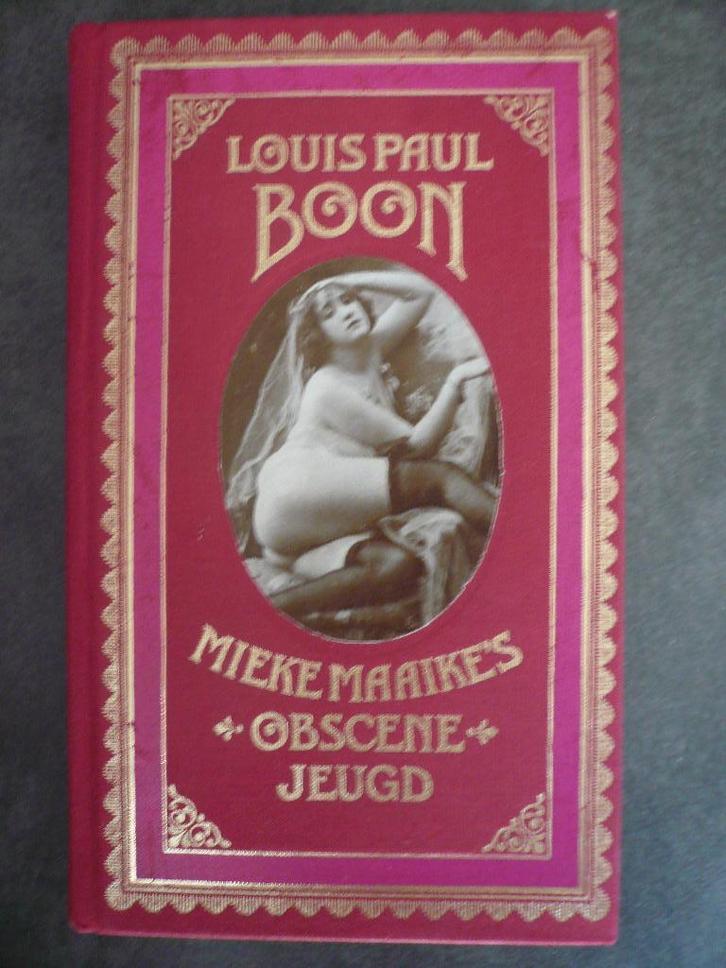 LOUIS PAUL
BOON
MIEKE MAAIKE'S
OBSCENE
JEUGD